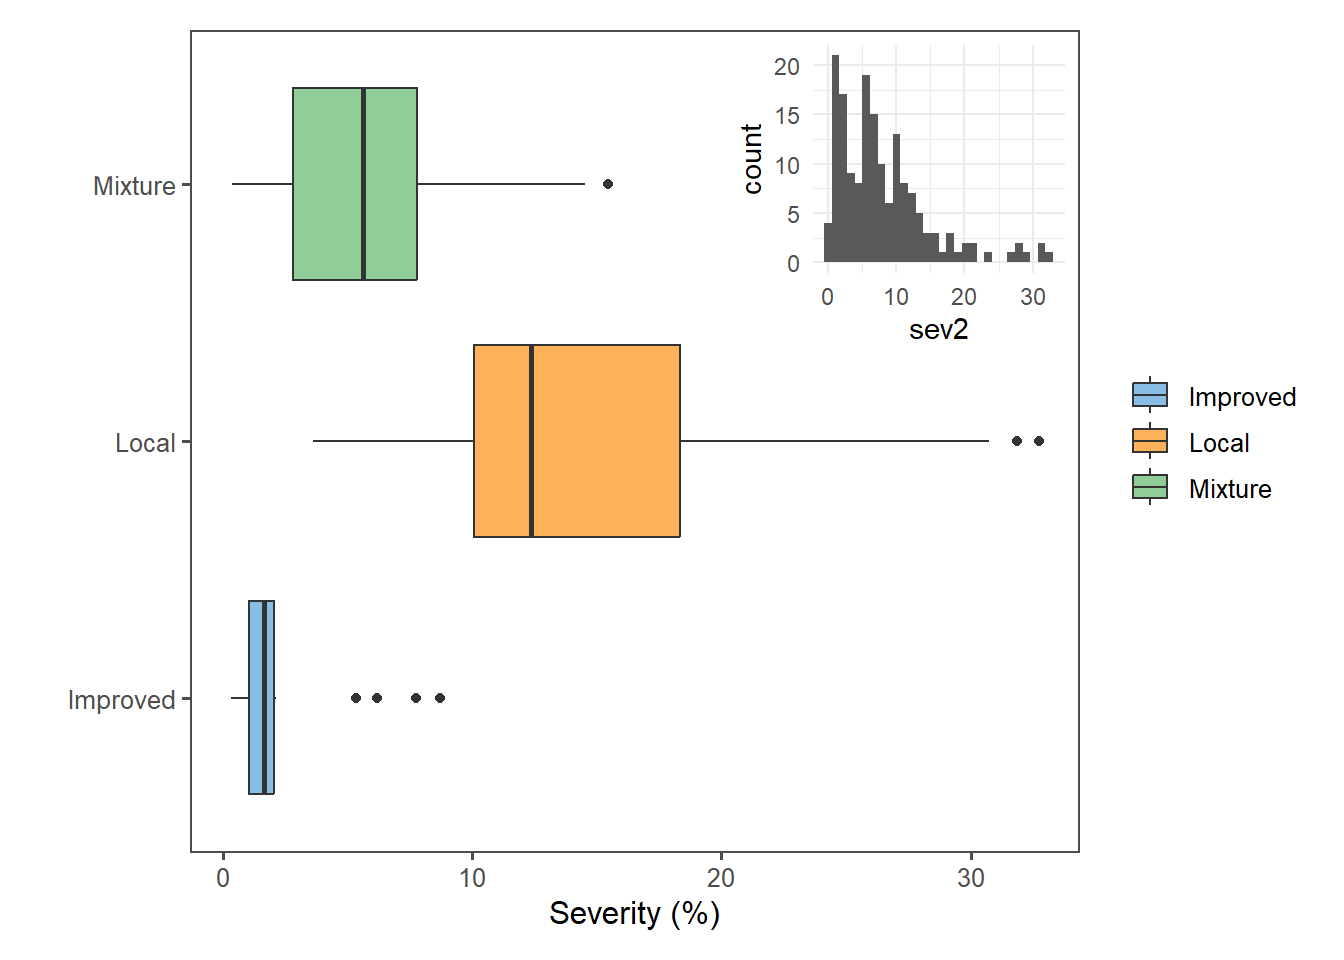 Mixture
Local
Improved
0 10 20 30
Severity (%)
count
20
15
10
5
0
0 10 20 30
sev2
Improved
Local
Mixture